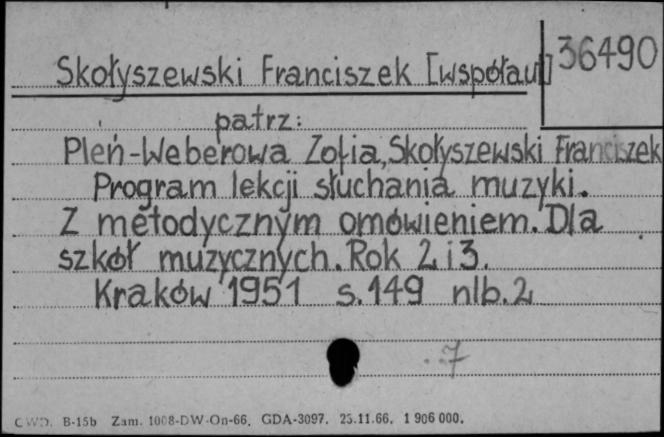 Skołyszewski Franciszek [współaut] 36490
patrz:
Pleń-Weberowa Zofia, Skołyszewski Franciszek
Program lekcji słuchania muzyki.
Z metodycznym omówieniem. Dla
szkół muzycznych. Rok 2 i 3.
Kraków 1951 s. 149 nlb. 2
7
CWD. B-15b Zam. 1008-DW-On-66. GDA-3097. 25.11.66. 1 906 000.